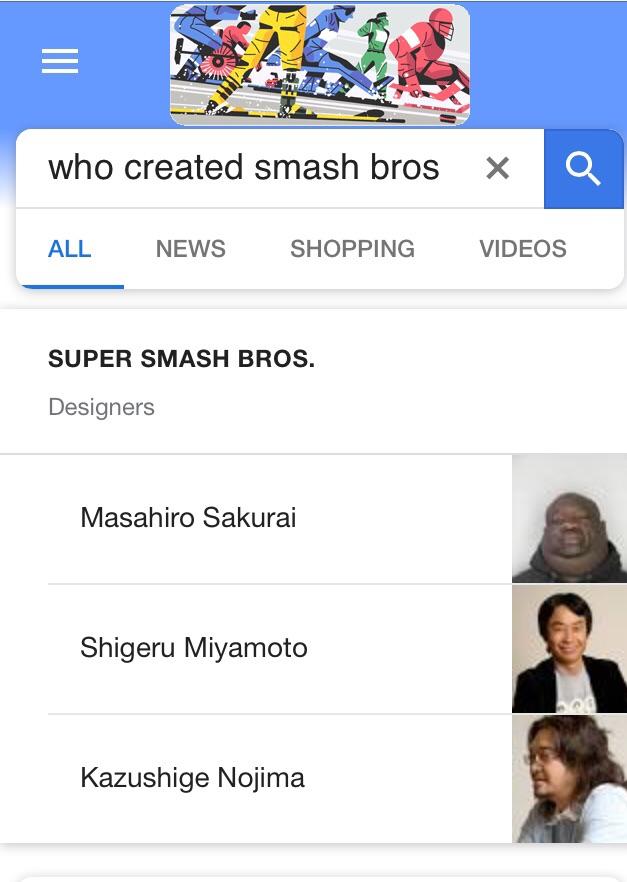 who created smash bros
ALL NEWS SHOPPING VIDEOS
SUPER SMASH BROS.
Designers
Masahiro Sakurai
Shigeru Miyamoto
Kazushige Nojima